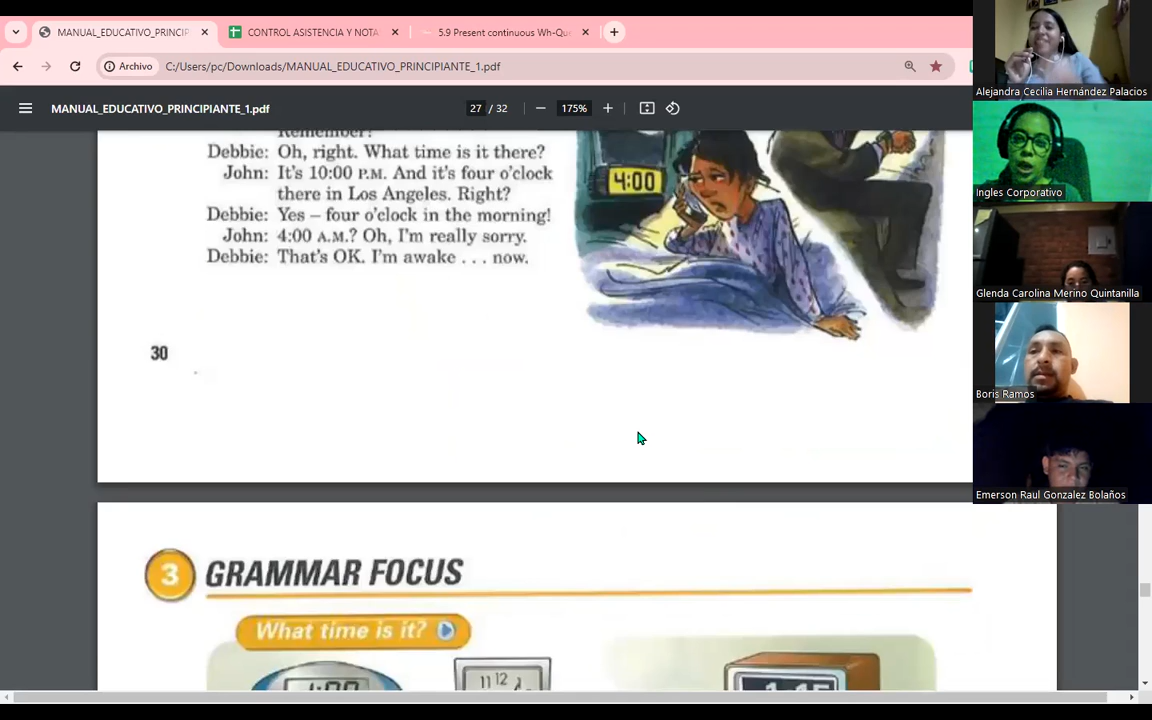 MANUAL_EDUCATIVO_PRINCIP
CONTROL ASISTENCIA Y NOTA
5.9 Present continuous Wh-Que
Archivo
C:/Users/pc/Downloads/MANUAL_EDUCATIVO_PRINCIPIANTE_1.pdf
MANUAL_EDUCATIVO_PRINCIPIANTE_1.pdf
27 / 32
175%
Remember?
Debbie: Oh, right. What time is it there?
John: It's 10:00 P.M. And it's four o'clock
there in Los Angeles. Right?
Debbie: Yes – four o'clock in the morning!
John: 4:00 A.M.? Oh, I'm really sorry.
Debbie: That's OK. I'm awake . . . now.
4:00
30
3 GRAMMAR FOCUS
What time is it?
11 12
Alejandra Cecilia Hernández Palacios
Ingles Corporativo
Glenda Carolina Merino Quintanilla
Boris Ramos
Emerson Raul Gonzalez Bolaños